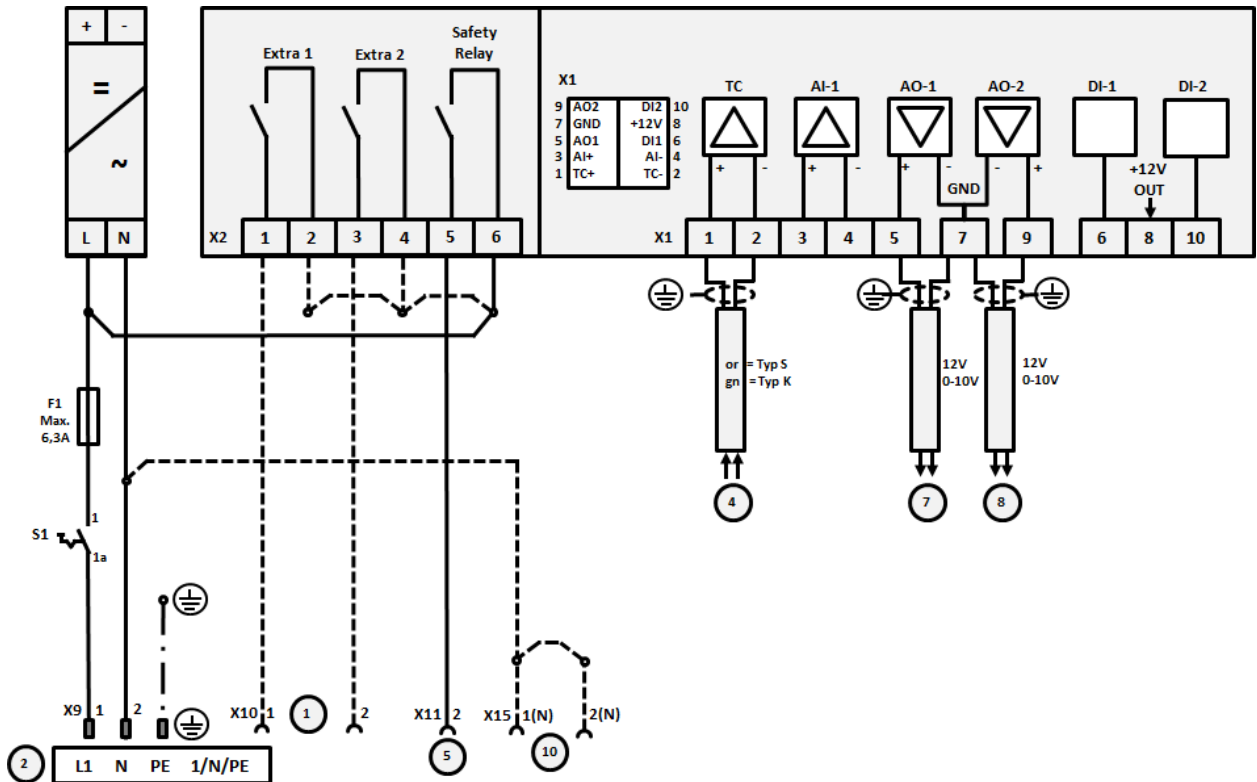 + -
=
~
L N
Extra 1 Extra 2 Safety
Relay
X2 1 2 3 4 5 6
X1
9 AO2 DI2 10
7 GND +12V 8
5 AO1 DI1 6
3 AI+ AI- 4
1 TC+ TC- 2
TC AI-1 AO-1 AO-2 DI-1 DI-2
+ - + - + - - +
GND
+12V
OUT
X1 1 2 3 4 5 7 9 6 8 10
or = Typ S
gn = Typ K
12V
0-10V
12V
0-10V
4 7 8
F1
Max.
6,3A
S1 1
1a
X9 1 2
X10 1 1 2
X11 2
5
X15 1(N) 2(N)
10
2 L1 N PE 1/N/PE